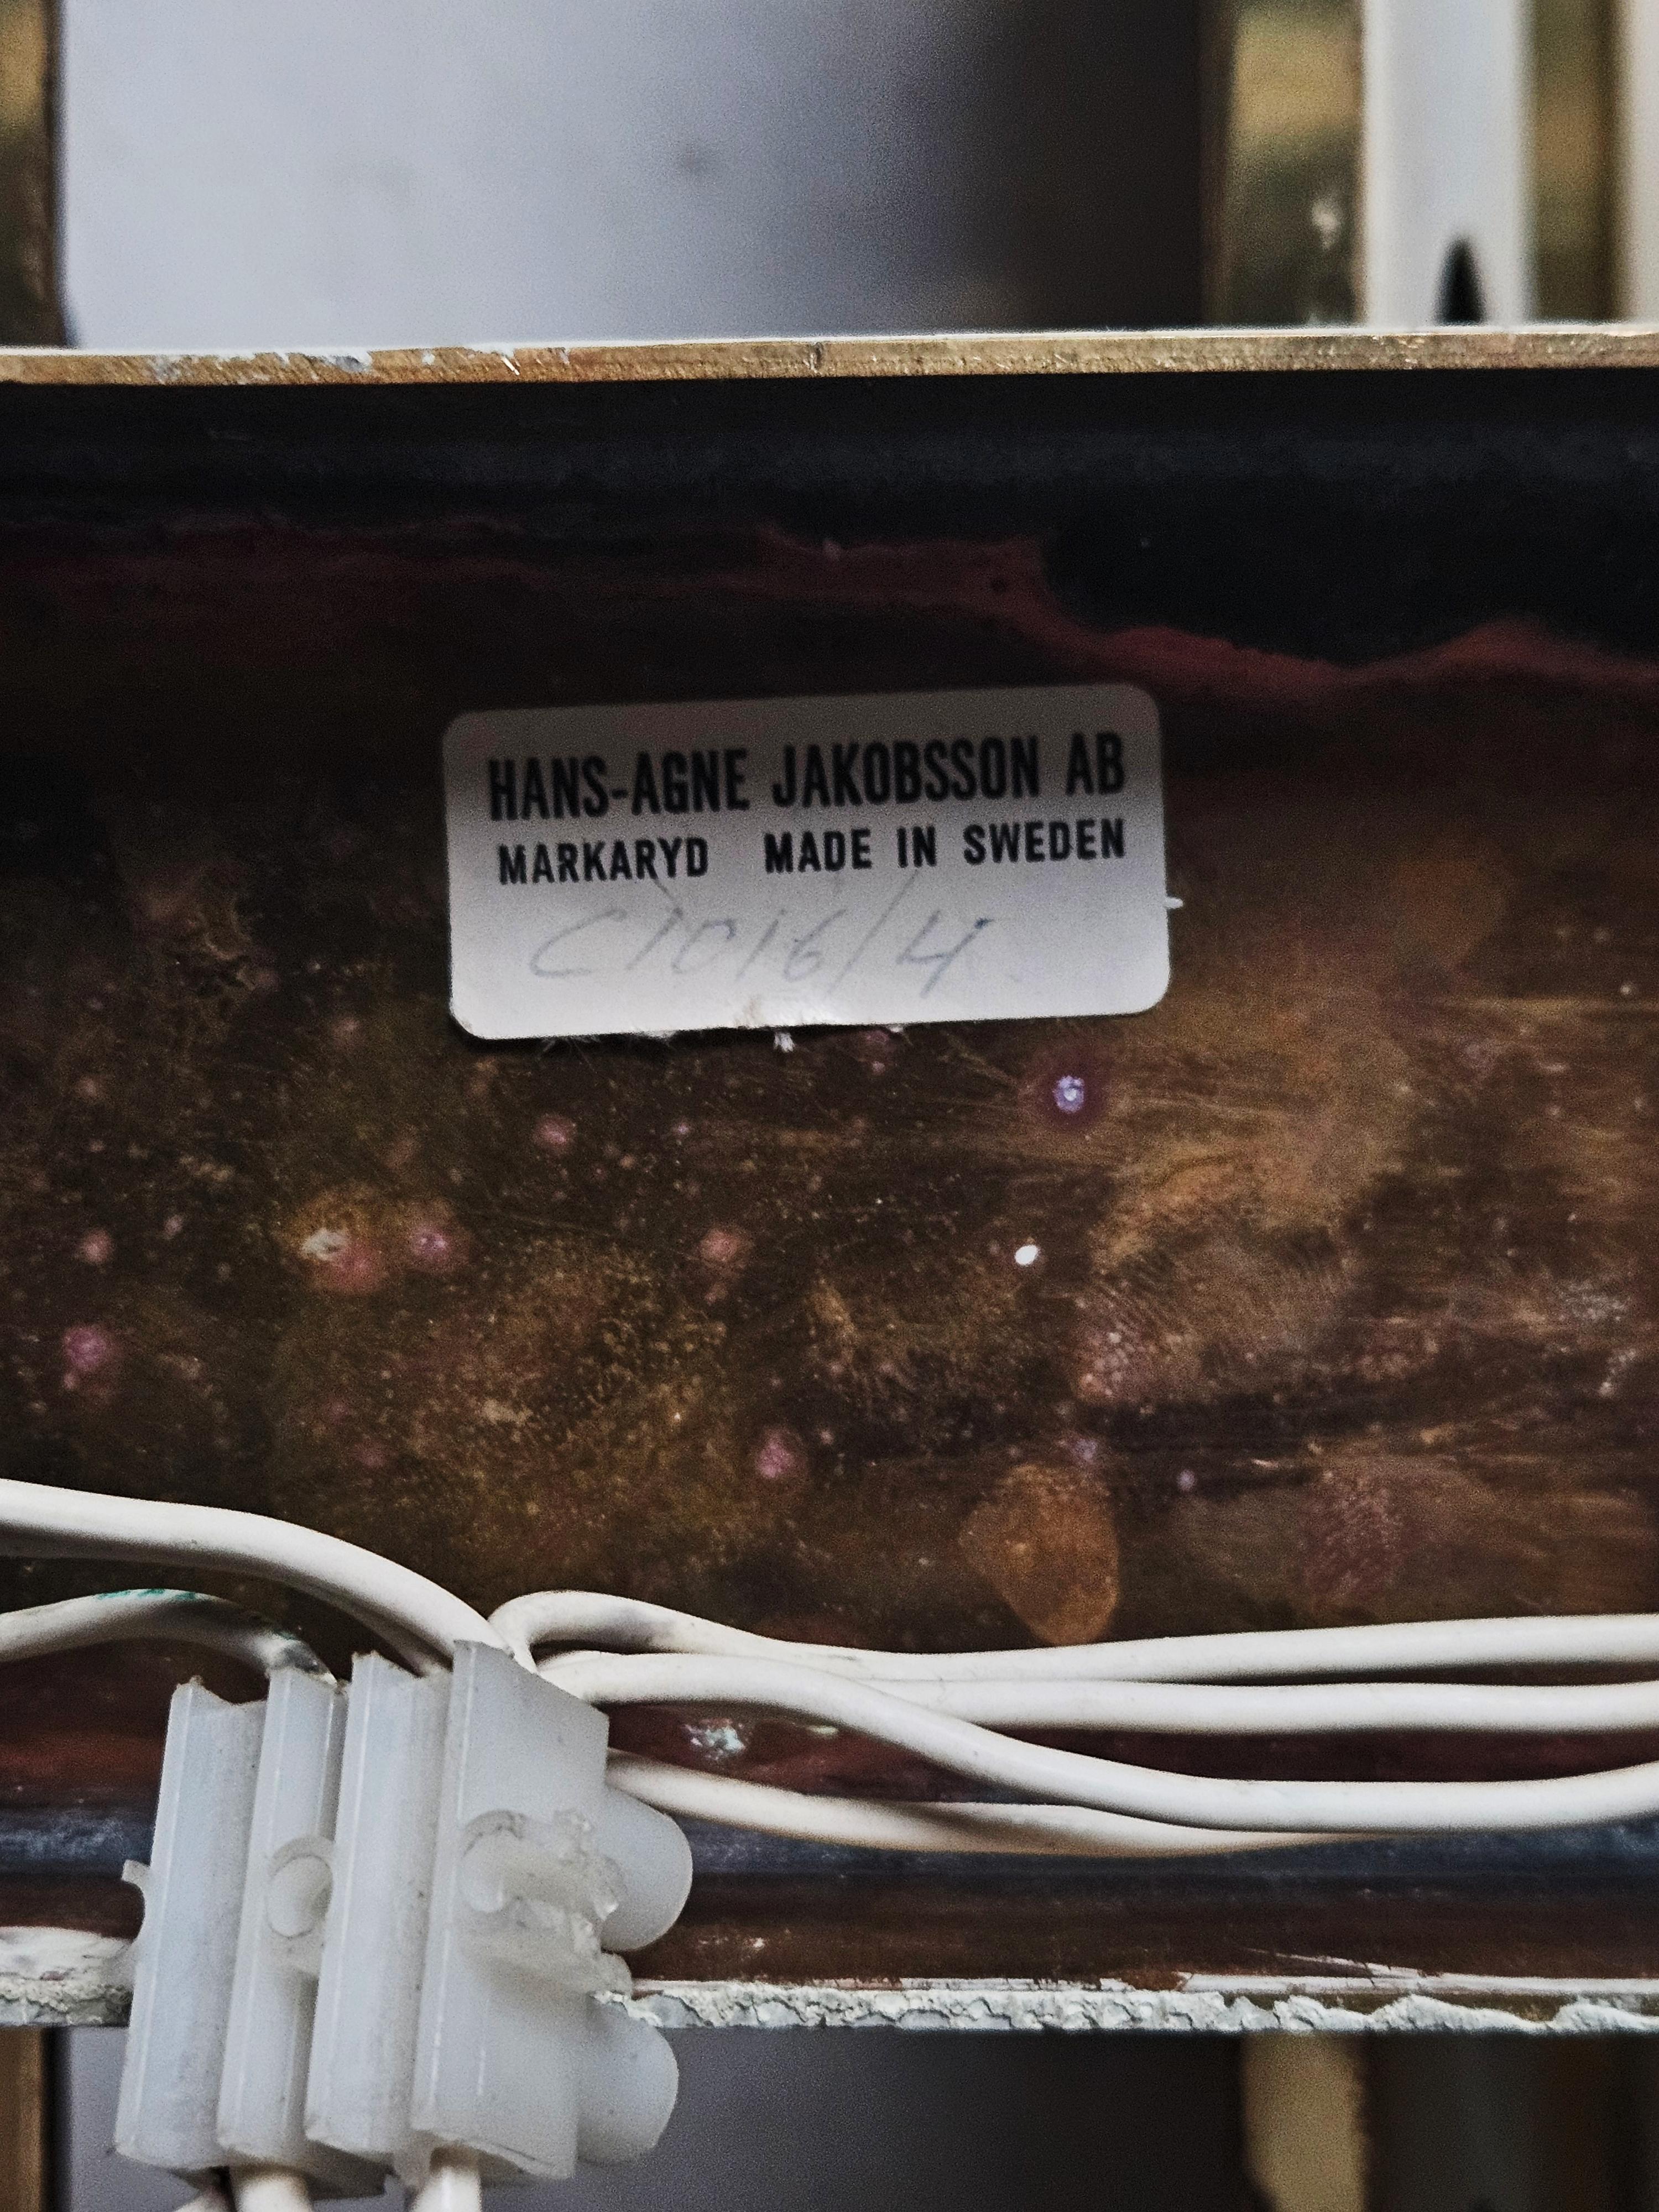 HANS-AGNE JAKOBSSON AB
MARKARYD MADE IN SWEDEN
C1016/4